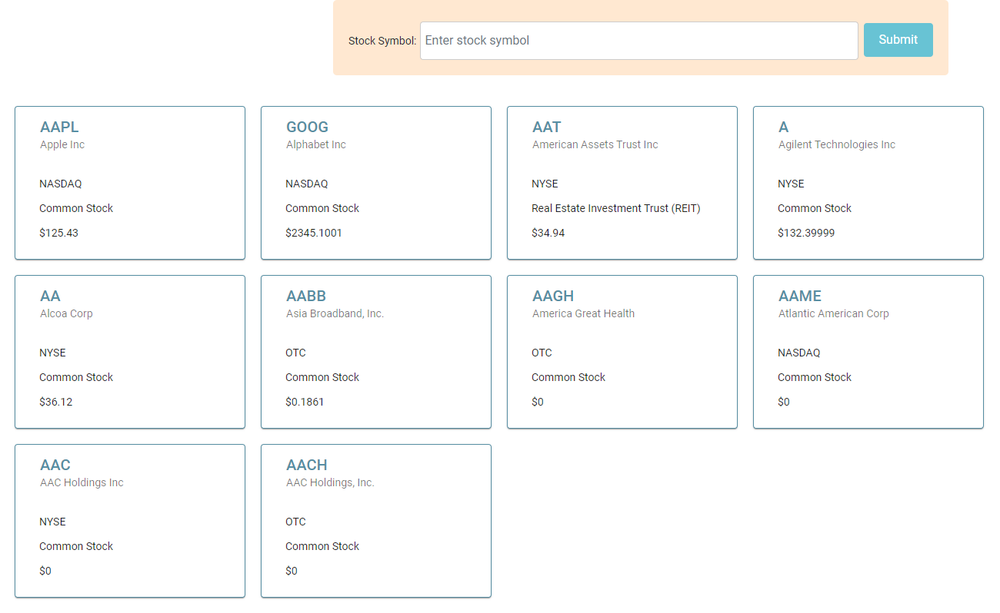 Stock Symbol: Enter stock symbol Submit
AAPL
Apple Inc
NASDAQ
Common Stock
$125.43
GOOG
Alphabet Inc
NASDAQ
Common Stock
$2345.1001
AAT
American Assets Trust Inc
NYSE
Real Estate Investment Trust (REIT)
$34.94
A
Agilent Technologies Inc
NYSE
Common Stock
$132.39999
AA
Alcoa Corp
NYSE
Common Stock
$36.12
AABB
Asia Broadband, Inc.
OTC
Common Stock
$0.1861
AAGH
America Great Health
OTC
Common Stock
$0
AAME
Atlantic American Corp
NASDAQ
Common Stock
$0
AAC
AAC Holdings Inc
NYSE
Common Stock
$0
AACH
AAC Holdings, Inc.
OTC
Common Stock
$0